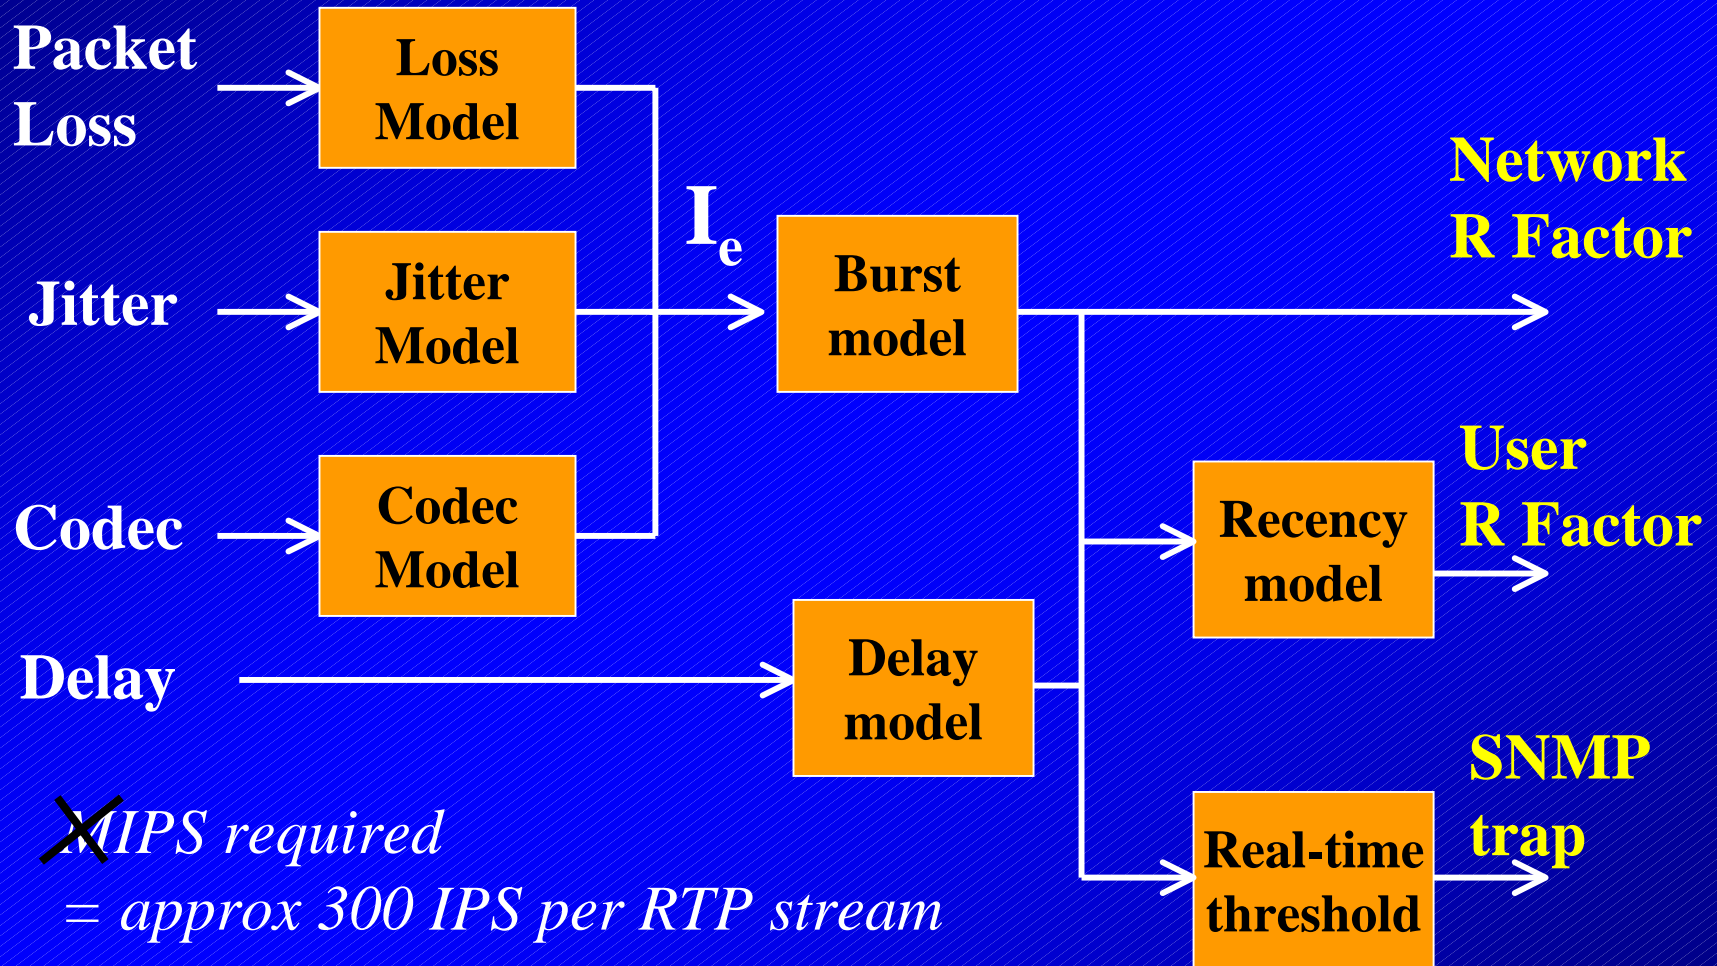 Packet
Loss
Loss
Model
Jitter
Jitter
Model
Codec
Codec
Model
Delay
Delay
model
Ie
Burst
model
Network
R Factor
Recency
model
User
R Factor
Real-time
threshold
SNMP
trap
MIPS required
= approx 300 IPS per RTP stream